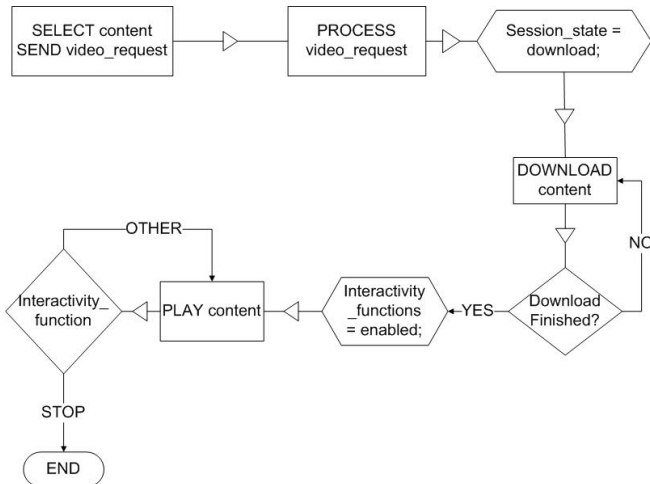 SELECT content
SEND video_request
PROCESS
video_request
Session_state =
download;
DOWNLOAD
content
NO
Download
Finished?
YES
Interactivity
_functions
= enabled;
PLAY content
OTHER
Interactivity_
function
STOP
END